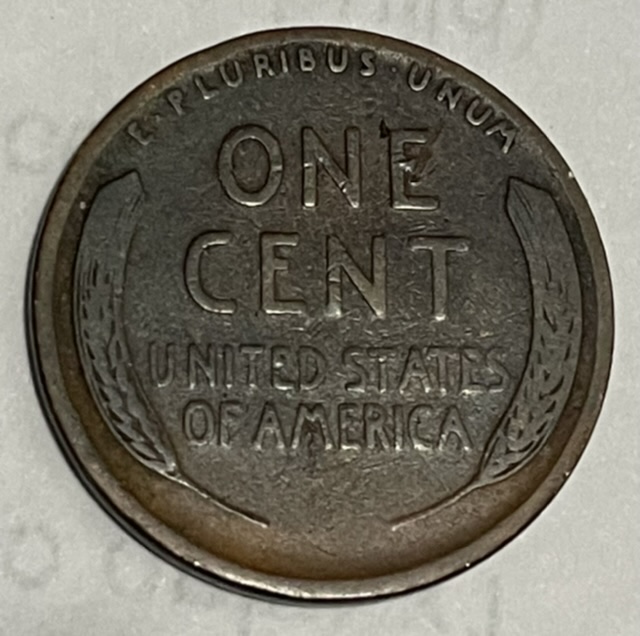 E·PLURIBUS·UNUM
ONE
CENT
UNITED STATES
OF AMERICA